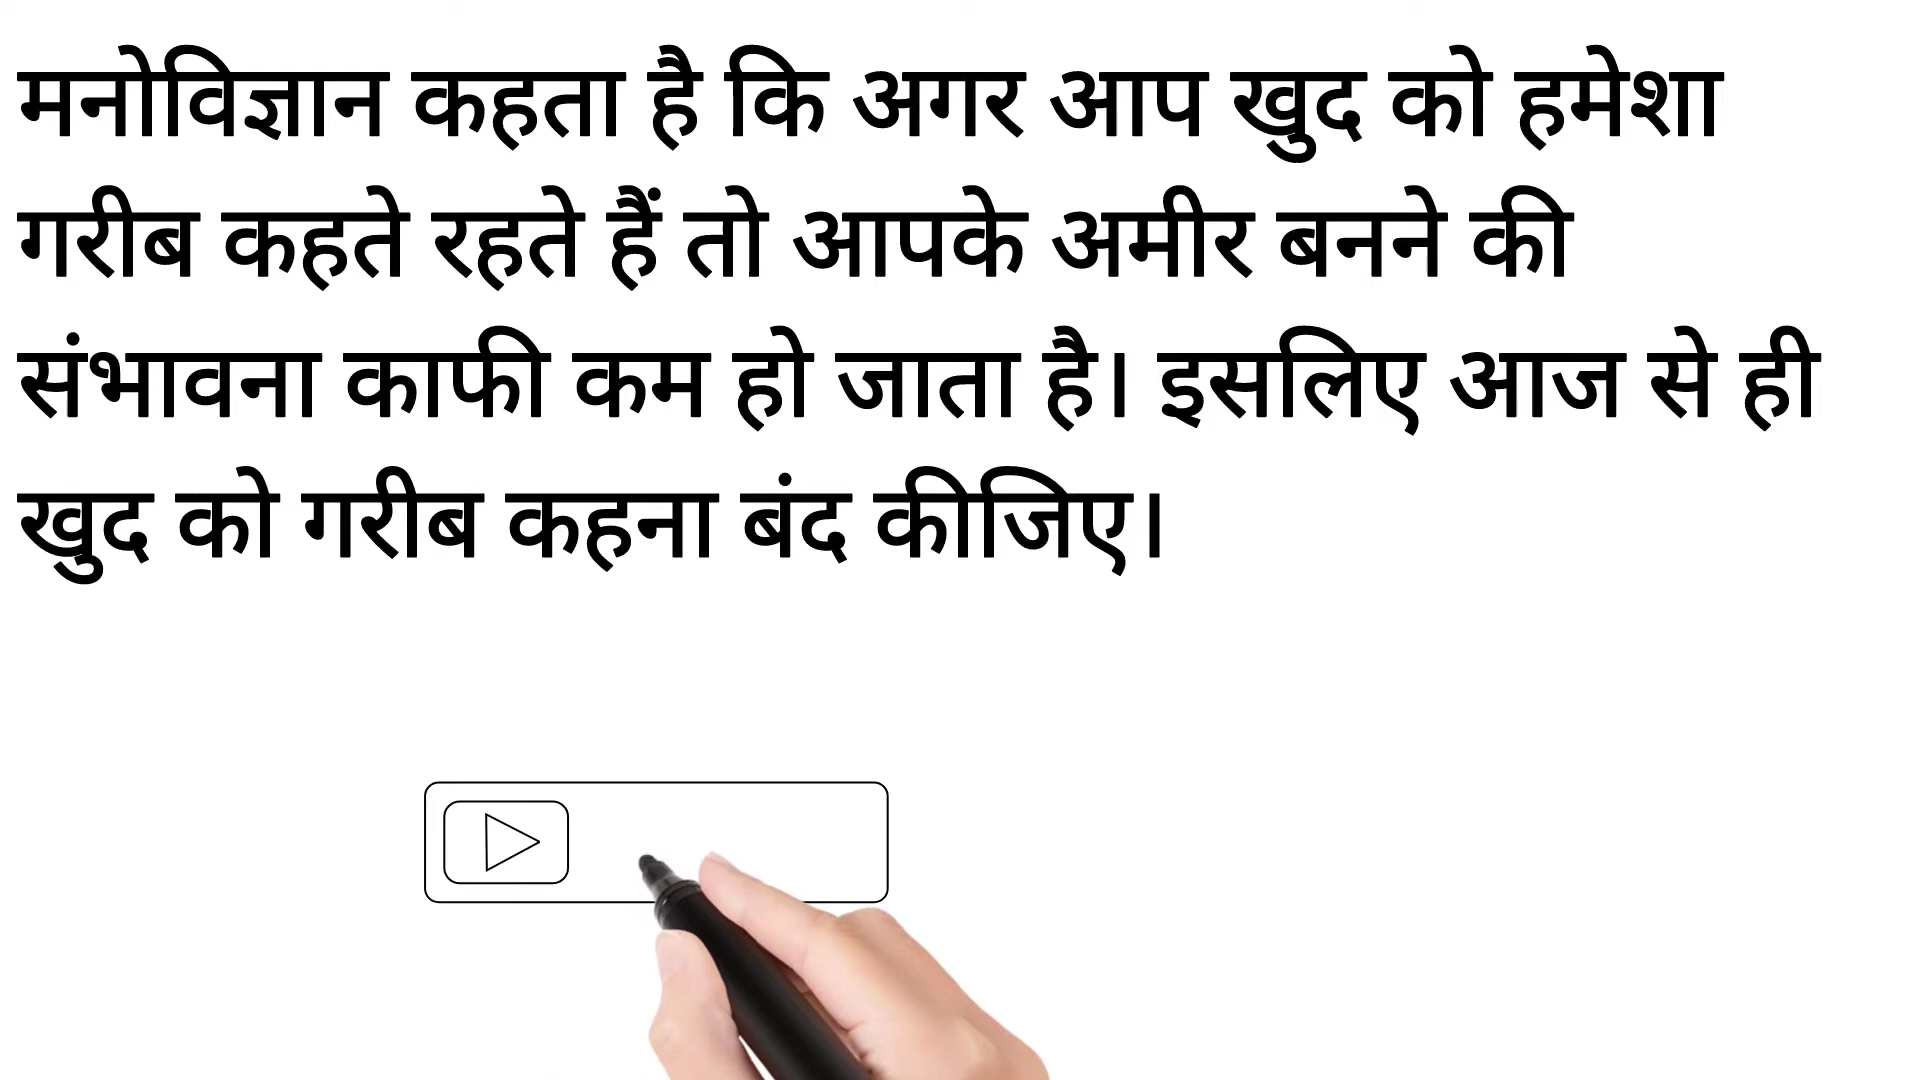 मनोविज्ञान कहता है कि अगर आप खुद को हमेशा
गरीब कहते रहते हैं तो आपके अमीर बनने की
संभावना काफी कम हो जाता है। इसलिए आज से ही
खुद को गरीब कहना बंद कीजिए।